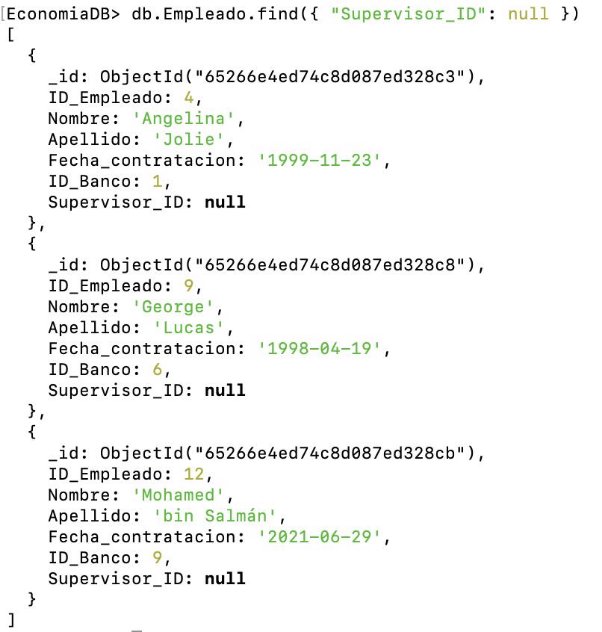 [EconomiaDB> db.Empleado.find({ "Supervisor_ID": null })
[
  {
    _id: ObjectId("65266e4ed74c8d087ed328c3"),
    ID_Empleado: 4,
    Nombre: 'Angelina',
    Apellido: 'Jolie',
    Fecha_contratacion: '1999-11-23',
    ID_Banco: 1,
    Supervisor_ID: null
  },
  {
    _id: ObjectId("65266e4ed74c8d087ed328c8"),
    ID_Empleado: 9,
    Nombre: 'George',
    Apellido: 'Lucas',
    Fecha_contratacion: '1998-04-19',
    ID_Banco: 6,
    Supervisor_ID: null
  },
  {
    _id: ObjectId("65266e4ed74c8d087ed328cb"),
    ID_Empleado: 12,
    Nombre: 'Mohamed',
    Apellido: 'bin Salmán',
    Fecha_contratacion: '2021-06-29',
    ID_Banco: 9,
    Supervisor_ID: null
  }
]